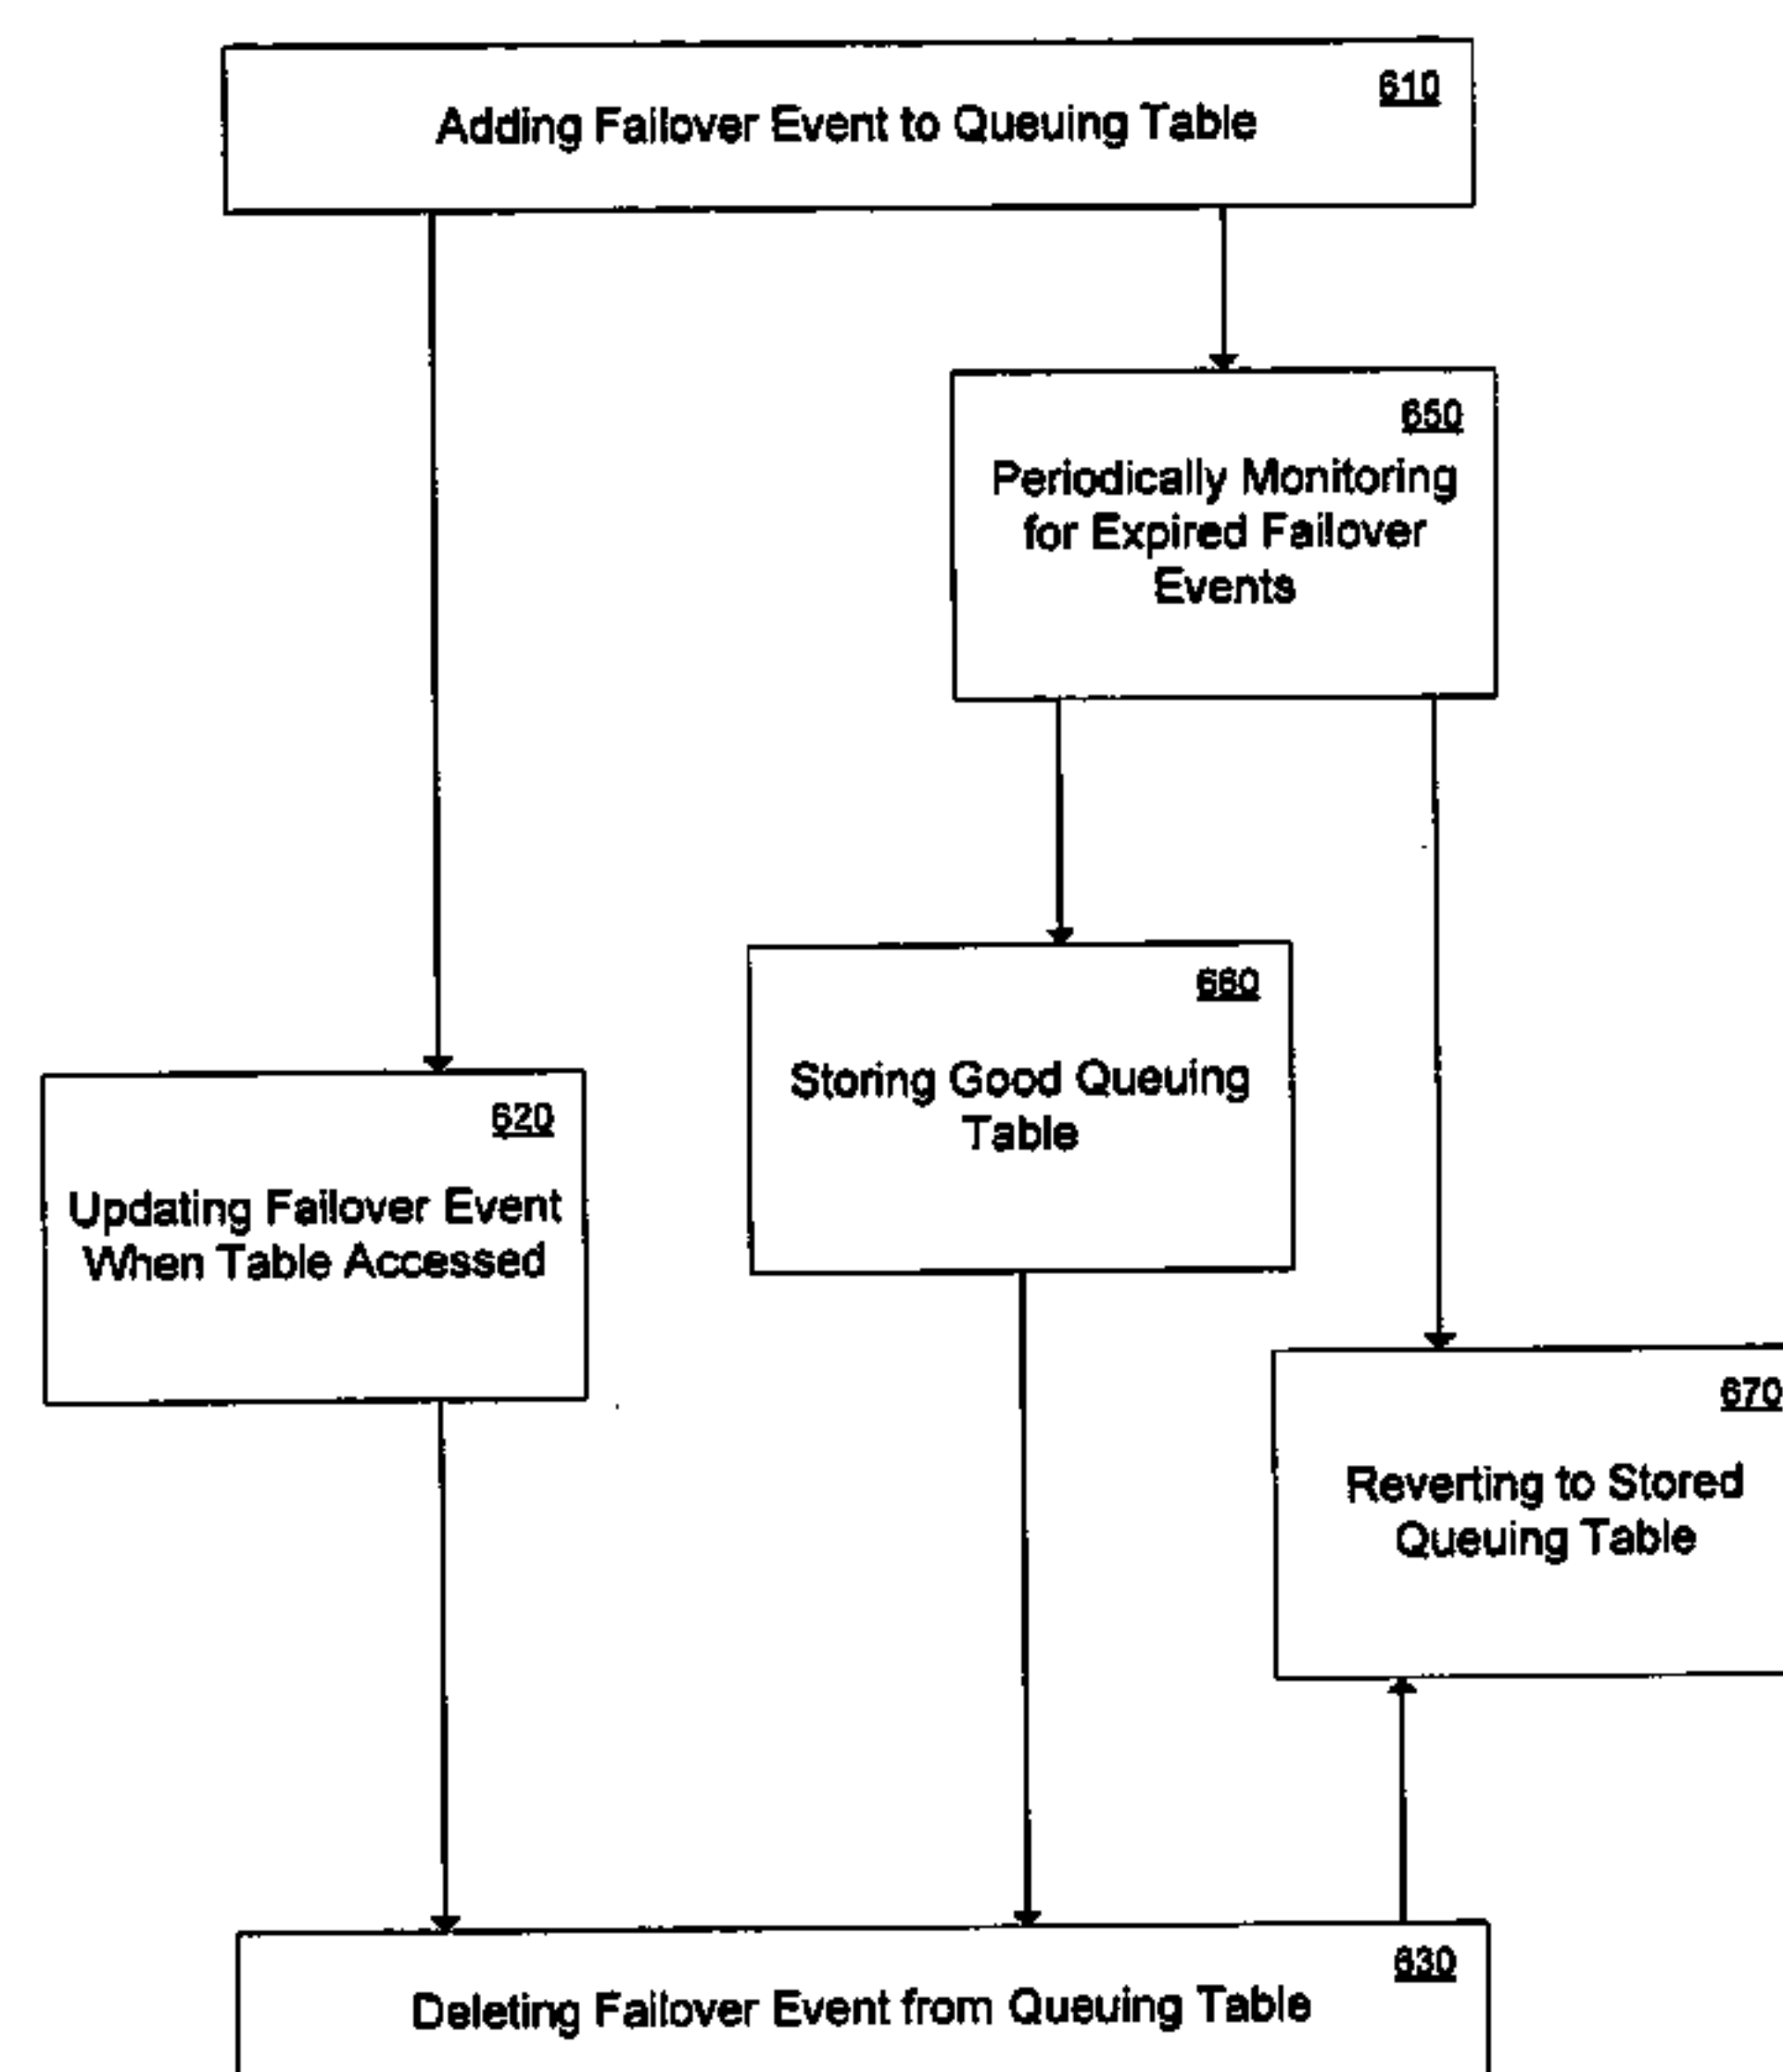 610
Adding Failover Event to Queuing Table
650
Periodically Monitoring
for Expired Failover
Events
660
Storing Good Queuing
Table
620
Updating Failover Event
When Table Accessed
670
Reverting to Stored
Queuing Table
630
Deleting Failover Event from Queuing Table